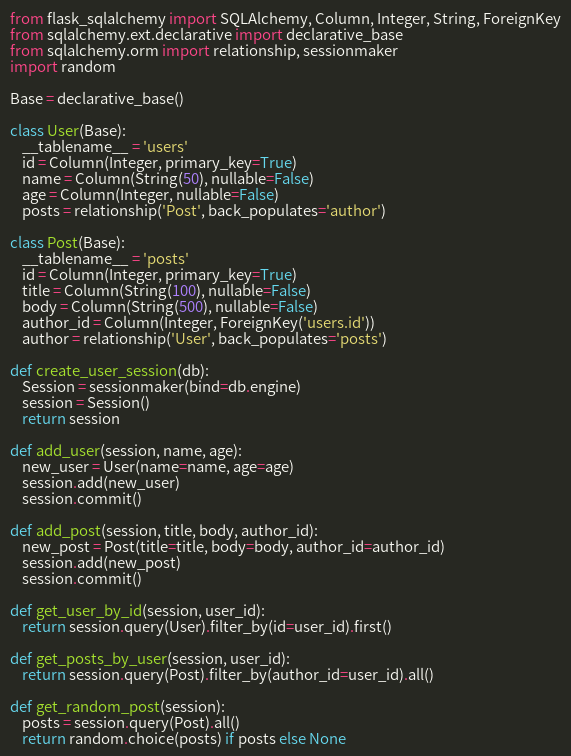 from flask_sqlalchemy import SQLAlchemy, Column, Integer, String, ForeignKey
from sqlalchemy.ext.declarative import declarative_base
from sqlalchemy.orm import relationship, sessionmaker
import random

Base = declarative_base()

class User(Base):
    __tablename__ = 'users'
    id = Column(Integer, primary_key=True)
    name = Column(String(50), nullable=False)
    age = Column(Integer, nullable=False)
    posts = relationship('Post', back_populates='author')

class Post(Base):
    __tablename__ = 'posts'
    id = Column(Integer, primary_key=True)
    title = Column(String(100), nullable=False)
    body = Column(String(500), nullable=False)
    author_id = Column(Integer, ForeignKey('users.id'))
    author = relationship('User', back_populates='posts')

def create_user_session(db):
    Session = sessionmaker(bind=db.engine)
    session = Session()
    return session

def add_user(session, name, age):
    new_user = User(name=name, age=age)
    session.add(new_user)
    session.commit()

def add_post(session, title, body, author_id):
    new_post = Post(title=title, body=body, author_id=author_id)
    session.add(new_post)
    session.commit()

def get_user_by_id(session, user_id):
    return session.query(User).filter_by(id=user_id).first()

def get_posts_by_user(session, user_id):
    return session.query(Post).filter_by(author_id=user_id).all()

def get_random_post(session):
    posts = session.query(Post).all()
    return random.choice(posts) if posts else None